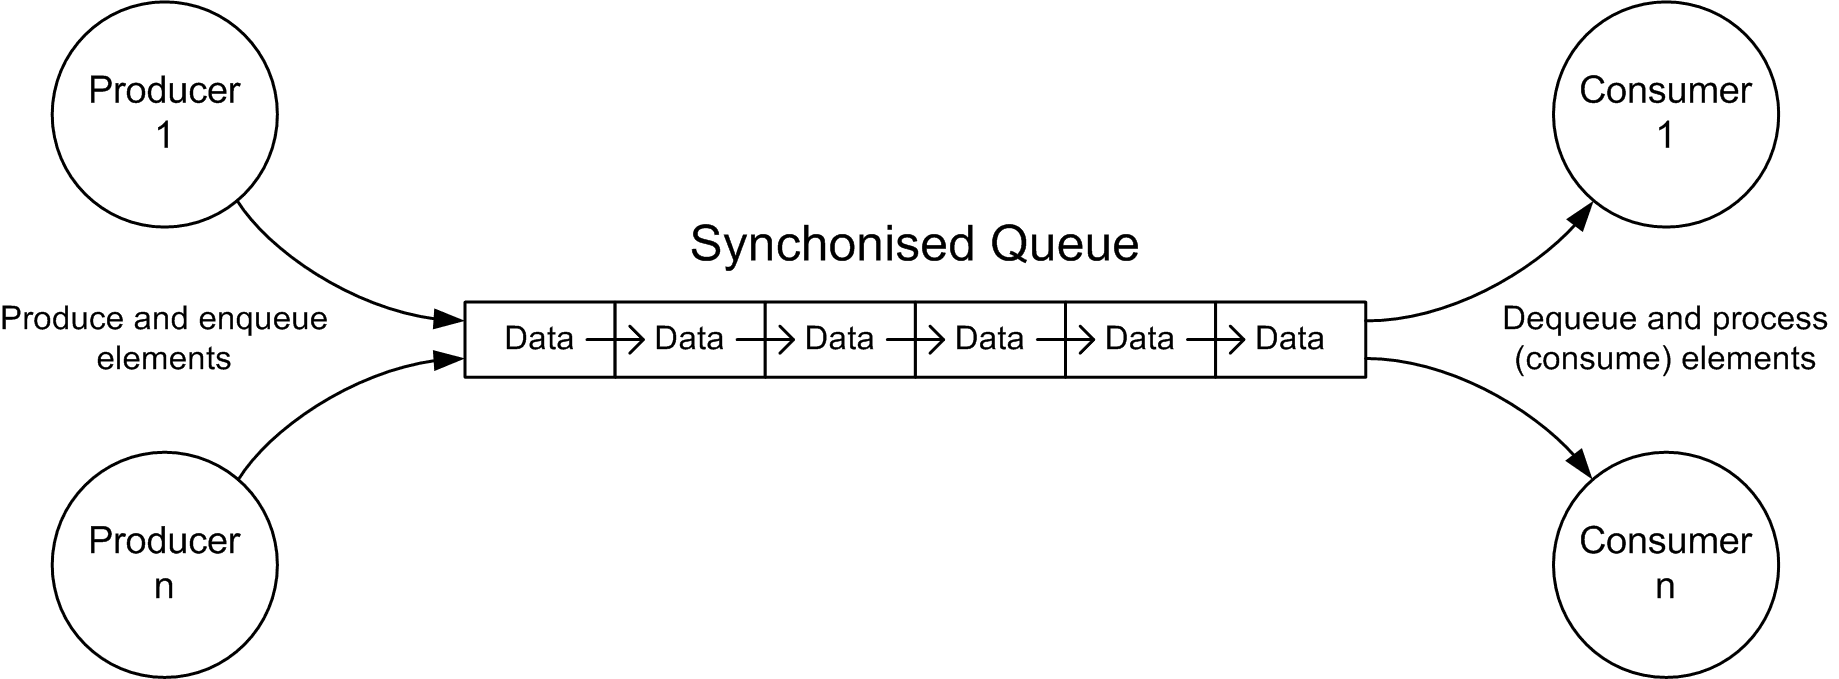 Producer
1
Consumer
1
Synchonised Queue
Produce and enqueue
elements
Data
Data
Data
Data
Data
Data
Dequeue and process
(consume) elements
Producer
n
Consumer
n